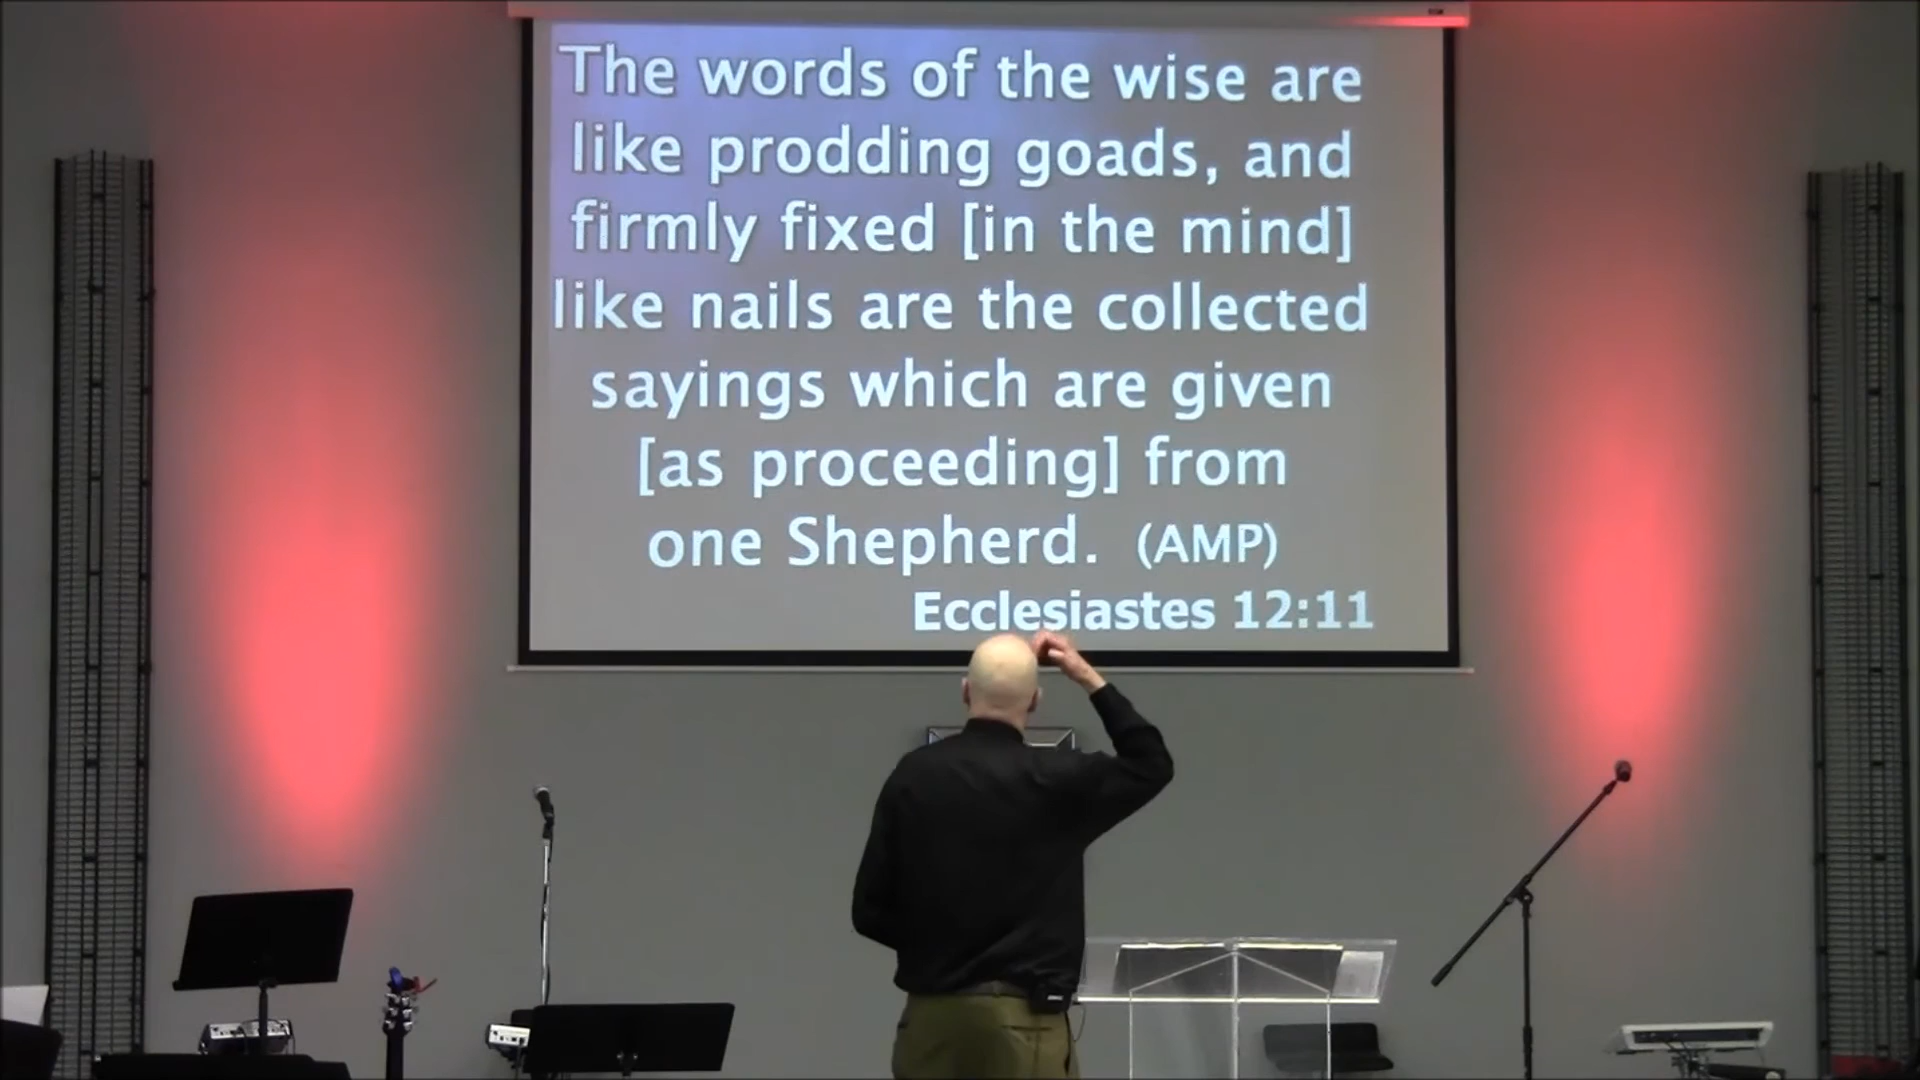 The words of the wise are
like prodding goads, and
firmly fixed [in the mind]
like nails are the collected
sayings which are given
[as proceeding] from
one Shepherd. (AMP)
Ecclesiastes 12:11